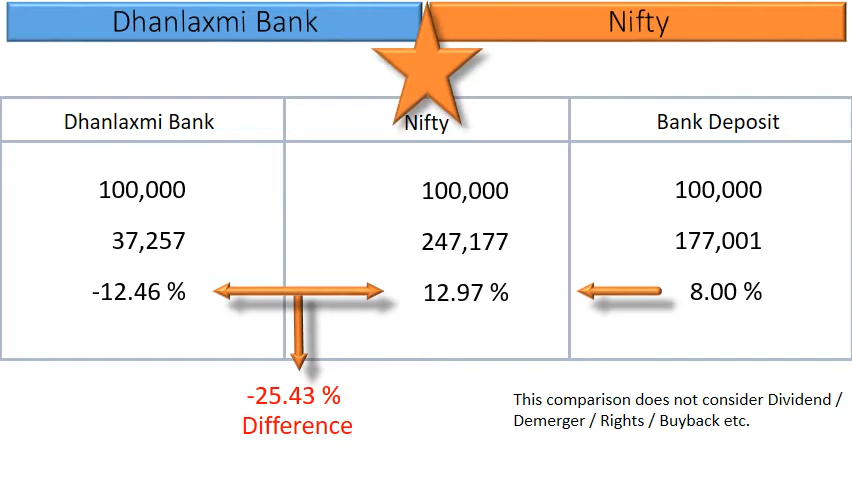 Dhanlaxmi Bank
Nifty
Dhanlaxmi Bank
Nifty
Bank Deposit
100,000
100,000
100,000
37,257
247,177
177,001
-12.46 %
12.97 %
8.00 %
-25.43 %
Difference
This comparison does not consider Dividend /
Demerger / Rights / Buyback etc.